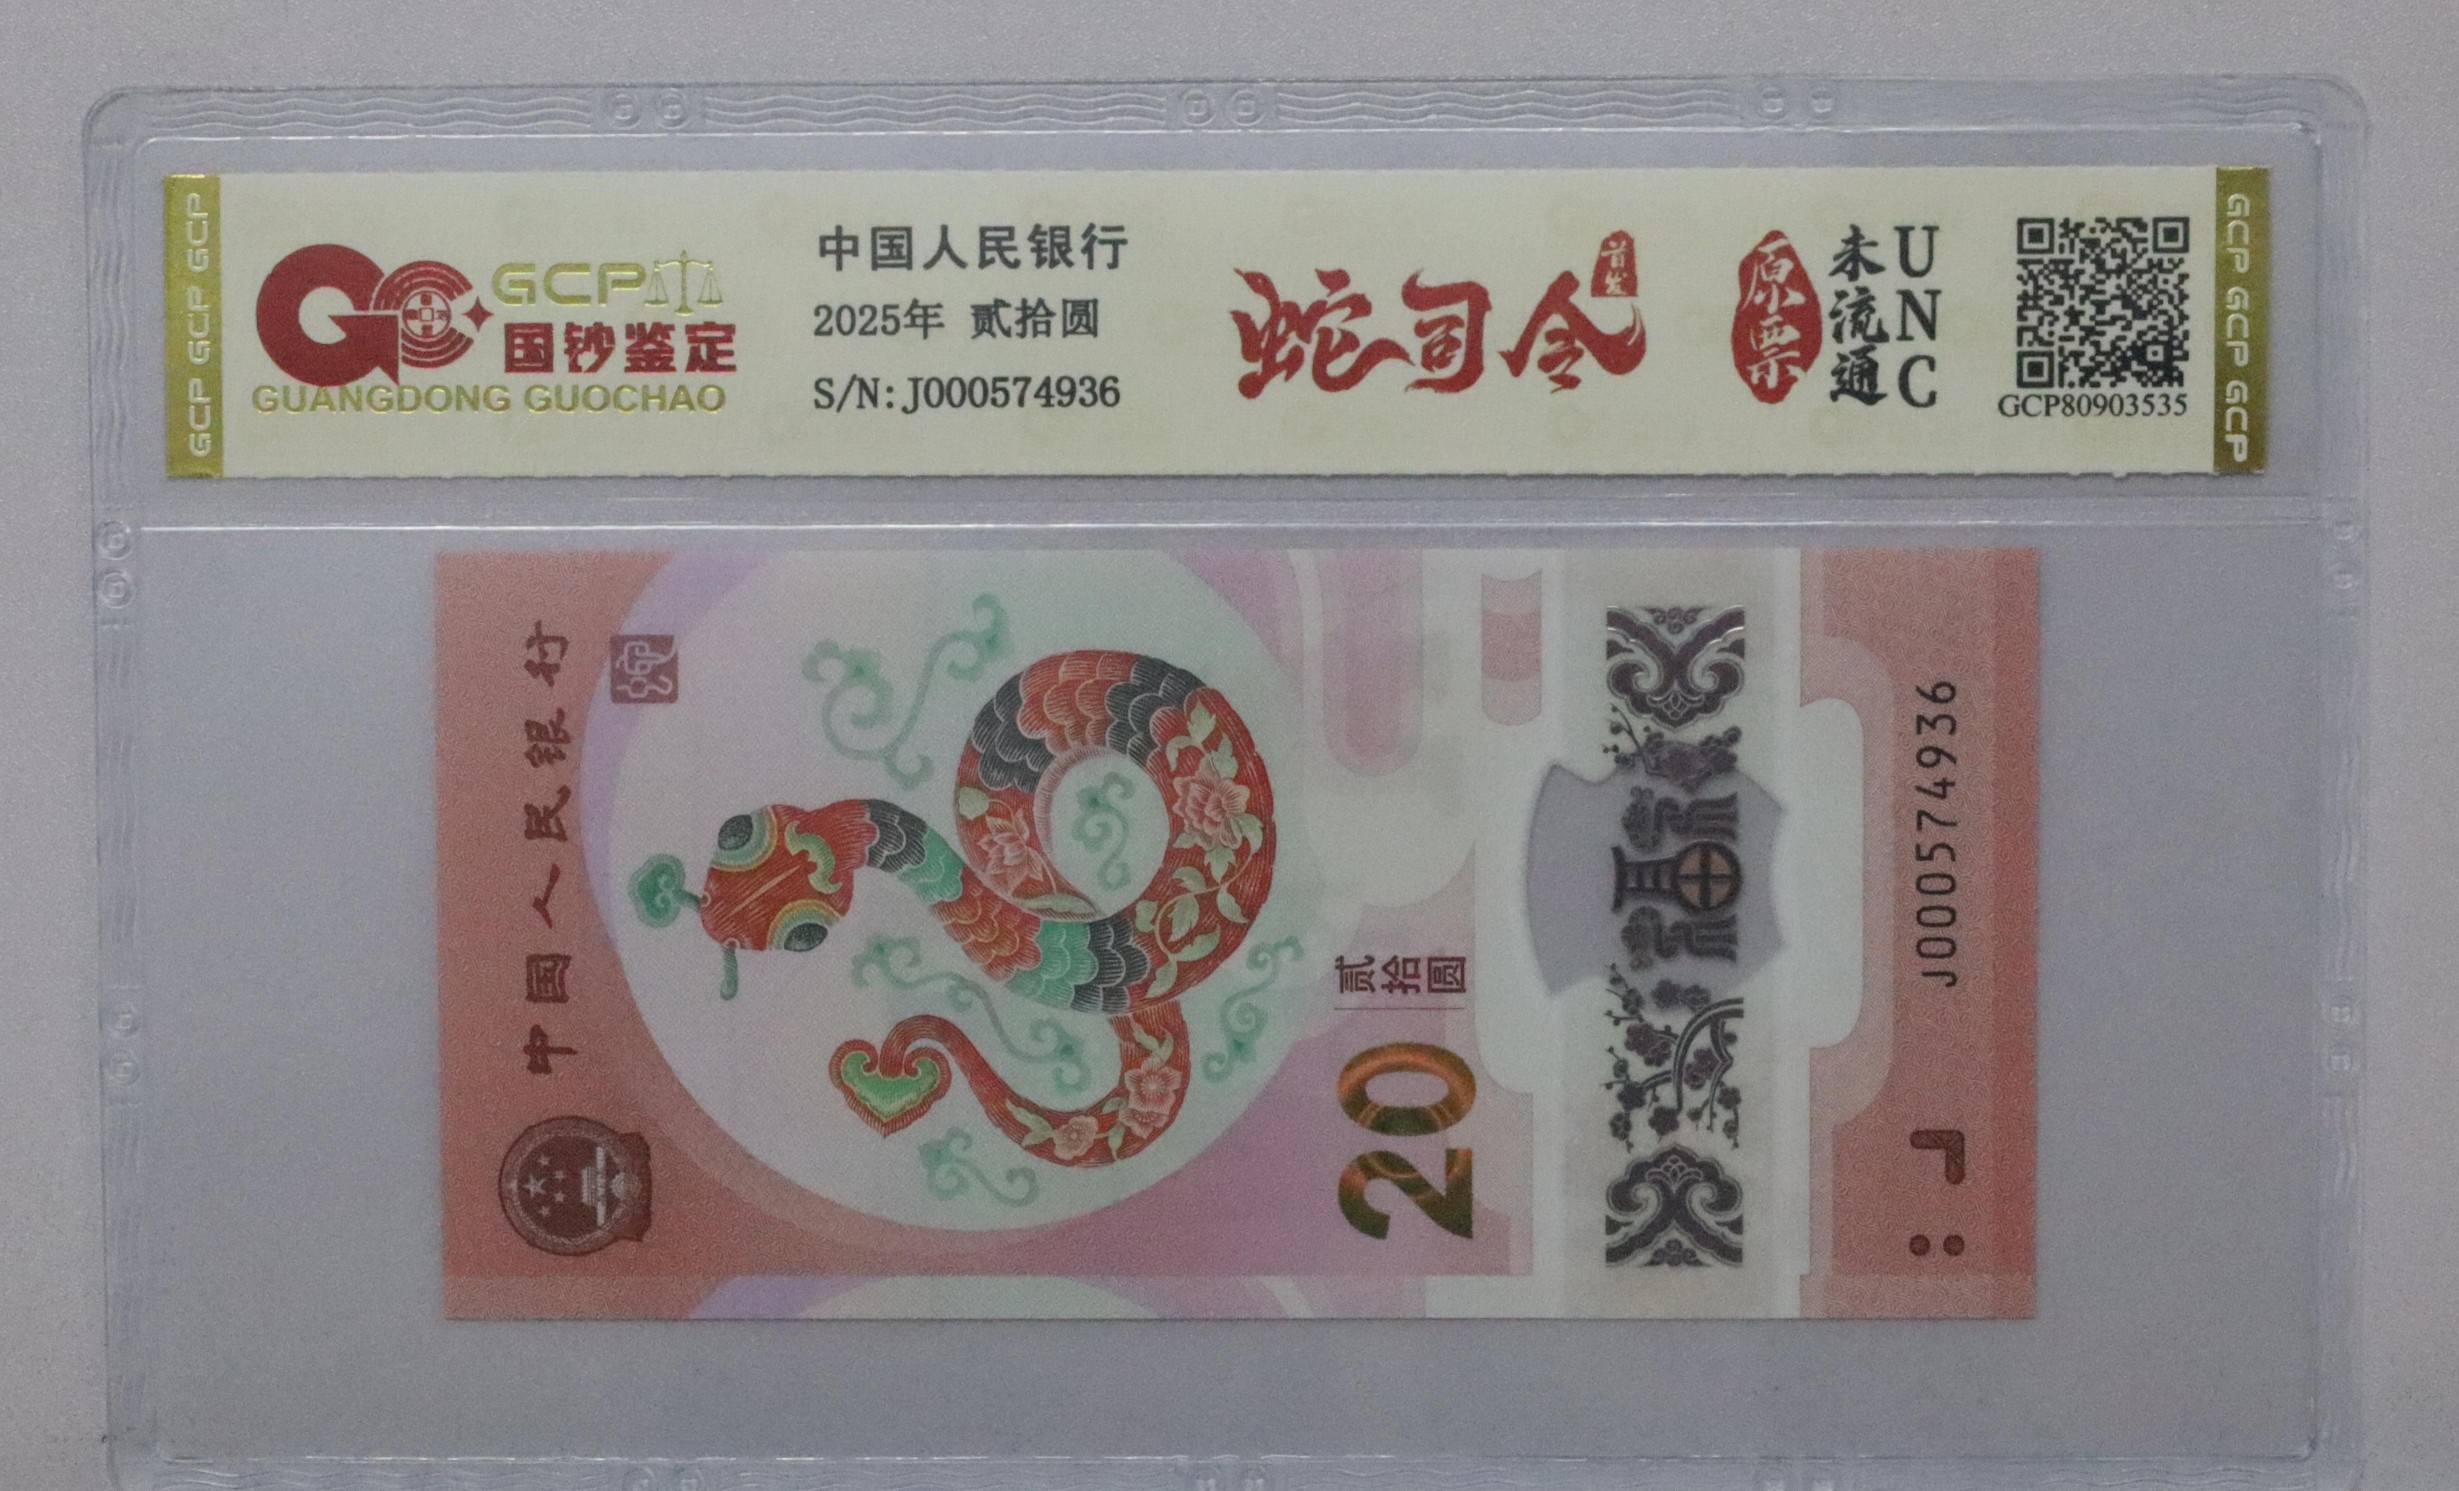 GCP GCP GCP
GCP
国钞鉴定
GUANGDONG GUOCHAO
中国人民银行
2025年 贰拾圆
S/N: J000574936
蛇司令
首发
原票
未流通
UNC
GCP80903535
GCP GCP GCP
中国人民银行
贰拾圆
20
福
J000574936